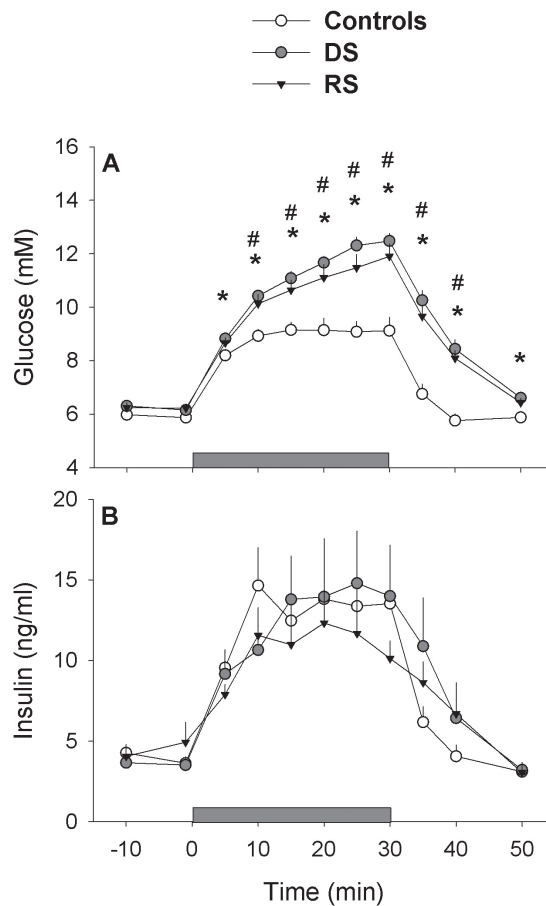 Controls
DS
RS
A
16
14
12
10
8
6
4
Glucose (mM)
# # # # # # #
* * * * * * * * *
B
20
15
10
5
0
Insulin (ng/ml)
-10 0 10 20 30 40 50
Time (min)